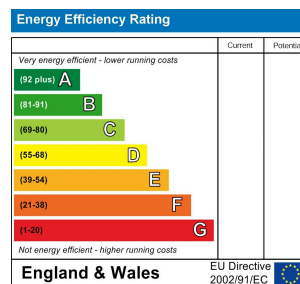 Energy Efficiency Rating
Current Potentia
Very energy efficient - lower running costs
(92 plus) A
(81-91) B
(69-80) C
(55-68) D
(39-54) E
(21-38) F
(1-20) G
Not energy efficient - higher running costs
England & Wales
EU Directive
2002/91/EC